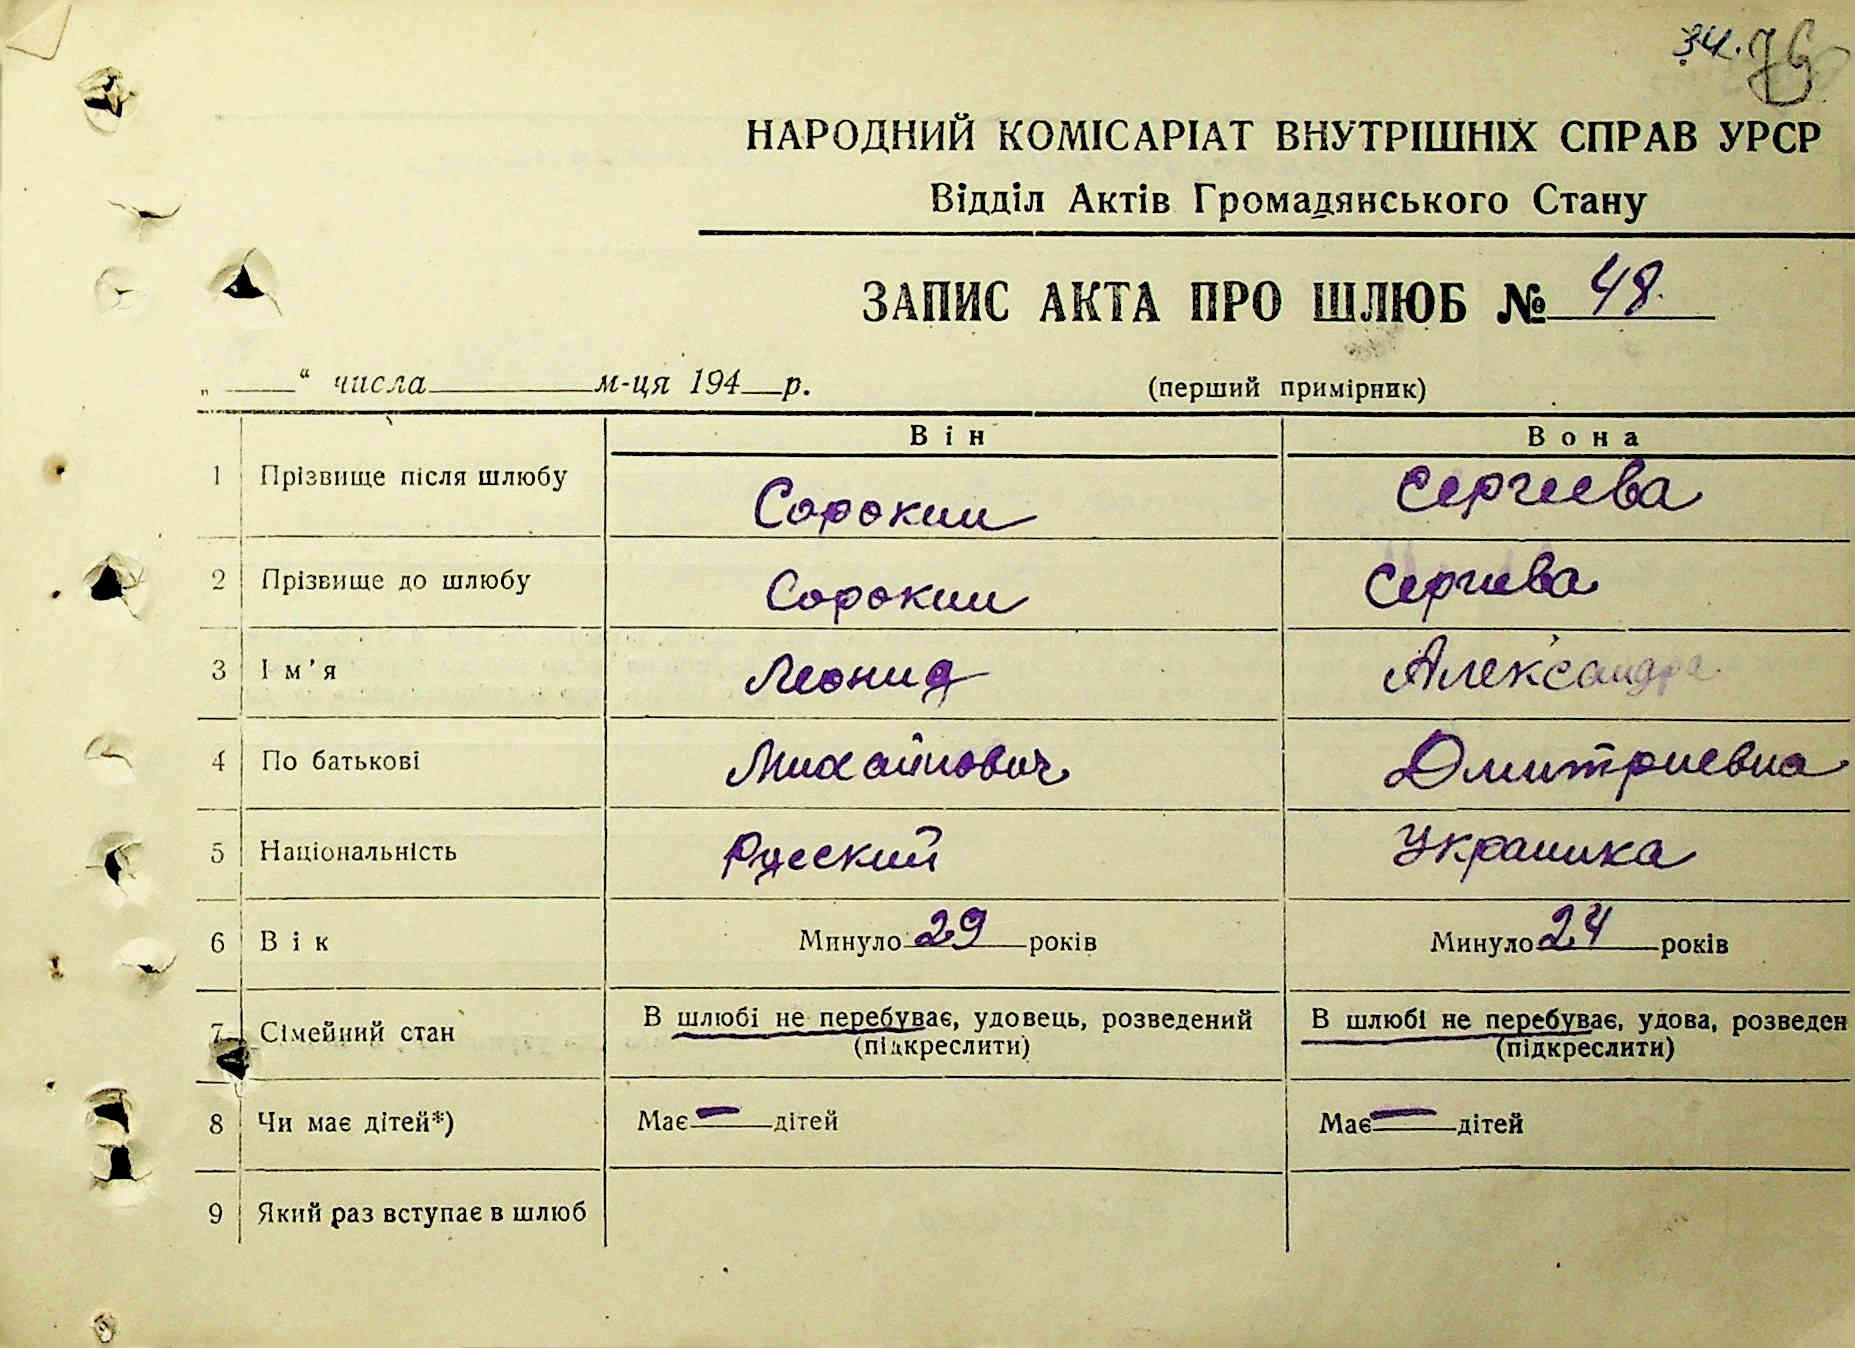 34. 76
НАРОДНИЙ КОМІСАРІАТ ВНУТРІШНІХ СПРАВ УРСР
Відділ Актів Громадянського Стану
ЗАПИС АКТА ПРО ШЛЮБ № 48.
„ “ числа м-ця 194 р. (перший примірник)
Він Вона
1 Прізвище після шлюбу Сорокин Сергеева
2 Прізвище до шлюбу Сорокин Сергеева
3 Ім’я Леонид Александра
4 По батькові Михайлович Дмитриевна
5 Національність Русский Украинка
6 Вік Минуло 29 років Минуло 24 років
7 Сімейний стан В шлюбі не перебуває, удовець, розведений В шлюбі не перебуває, удова, розведен
(підкреслити) (підкреслити)
8 Чи має дітей*) Має — дітей Має — дітей
9 Який раз вступає в шлюб